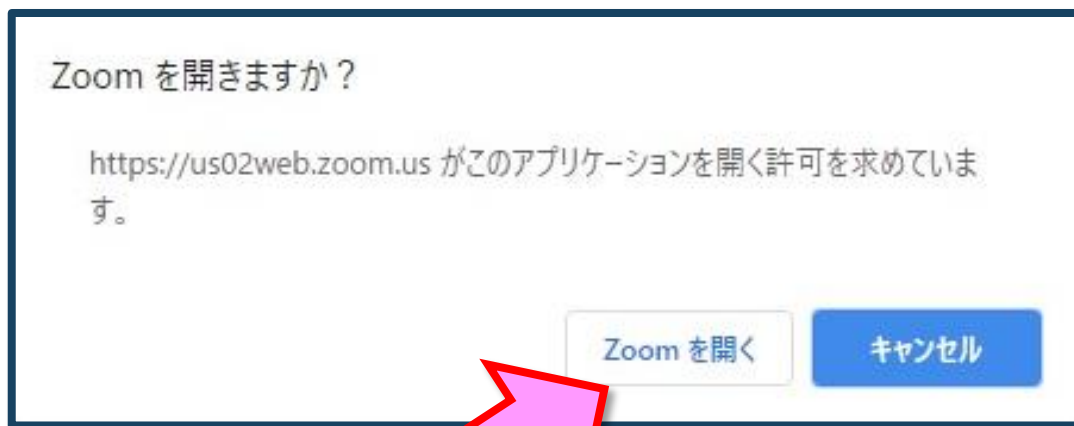 Zoom を開きますか？
https://us02web.zoom.us がこのアプリケーションを開く許可を求めていま
す。
Zoom を開く
キャンセル